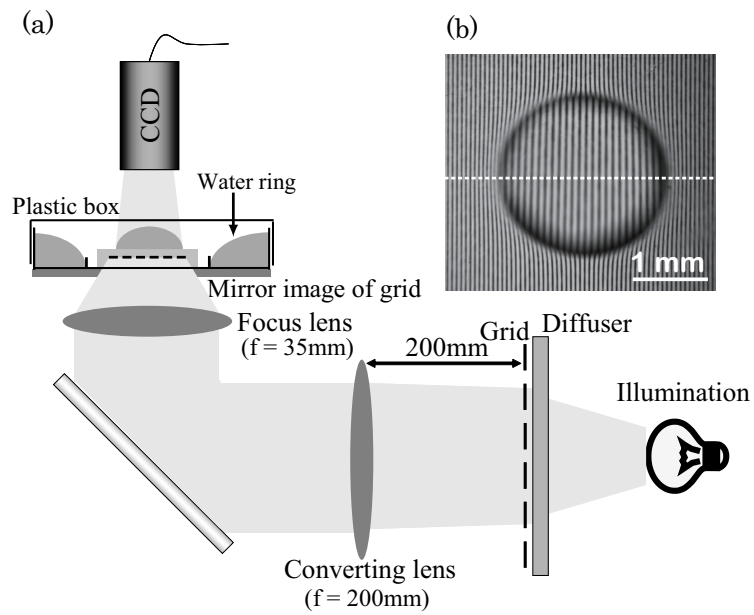 (a)
(b)
CCD
Water ring
Plastic box
1 mm
Mirror image of grid
Focus lens
(f = 35mm)
Grid
Diffuser
200mm
Illumination
Converting lens
(f = 200mm)